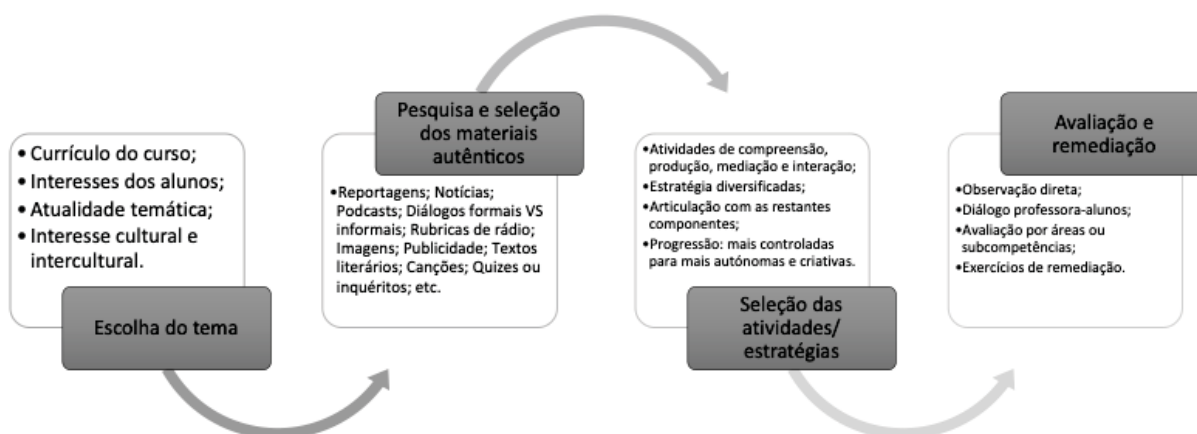 • Currículo do curso;
• Interesses dos alunos;
• Atualidade temática;
• Interesse cultural e
intercultural.
Escolha do tema
Pesquisa e seleção
dos materiais
autênticos
•Reportagens; Notícias;
Podcasts; Diálogos formais VS
informais; Rubricas de rádio;
Imagens; Publicidade; Textos
literários; Canções; Quizes ou
inquéritos; etc.
•Atividades de compreensão,
produção, mediação e interação;
•Estratégia diversificadas;
•Articulação com as restantes
componentes;
•Progressão: mais controladas
para mais autónomas e criativas.
Seleção das
atividades/
estratégias
Avaliação e
remediação
•Observação direta;
•Diálogo professora-alunos;
•Avaliação por áreas ou
subcompetências;
•Exercícios de remediação.